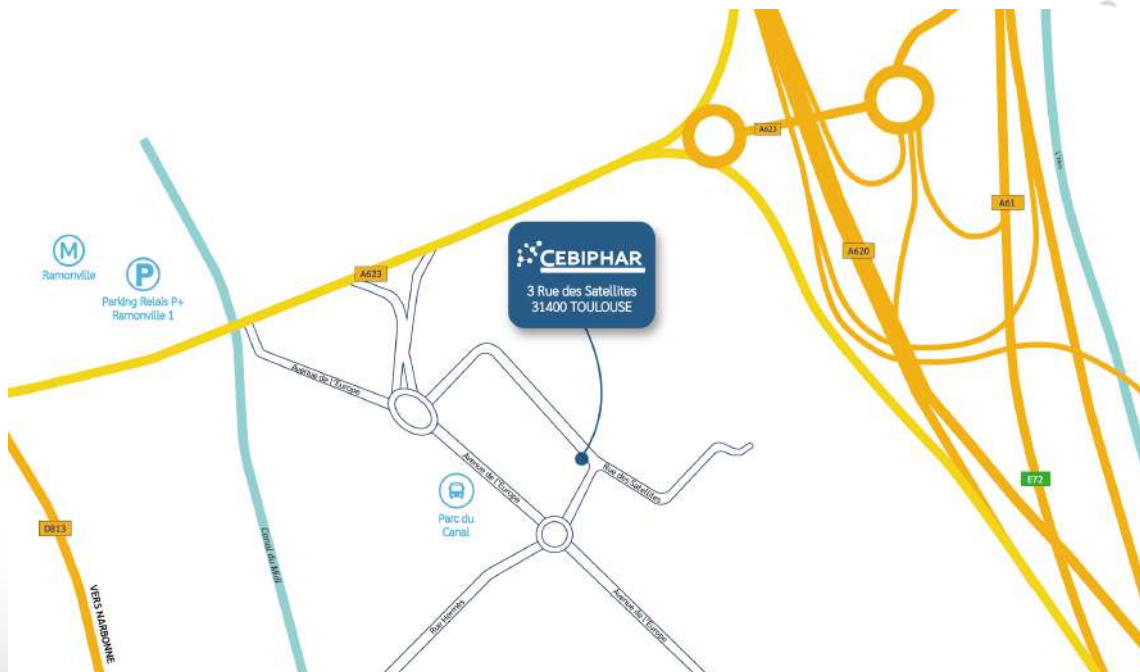 A623
L'Hers
A61
M
Ramonville
P
Parking Relais P+
Ramonville 1
A623
CEBIPHAR
3 Rue des Satellites
31400 TOULOUSE
A620
Avenue de l'Europe
Avenue de l'Europe
Rue des Satellites
E72
Parc du
Canal
D813
Canal du Midi
VERS NARBONNE
Rue Hermès
Avenue de l'Europe